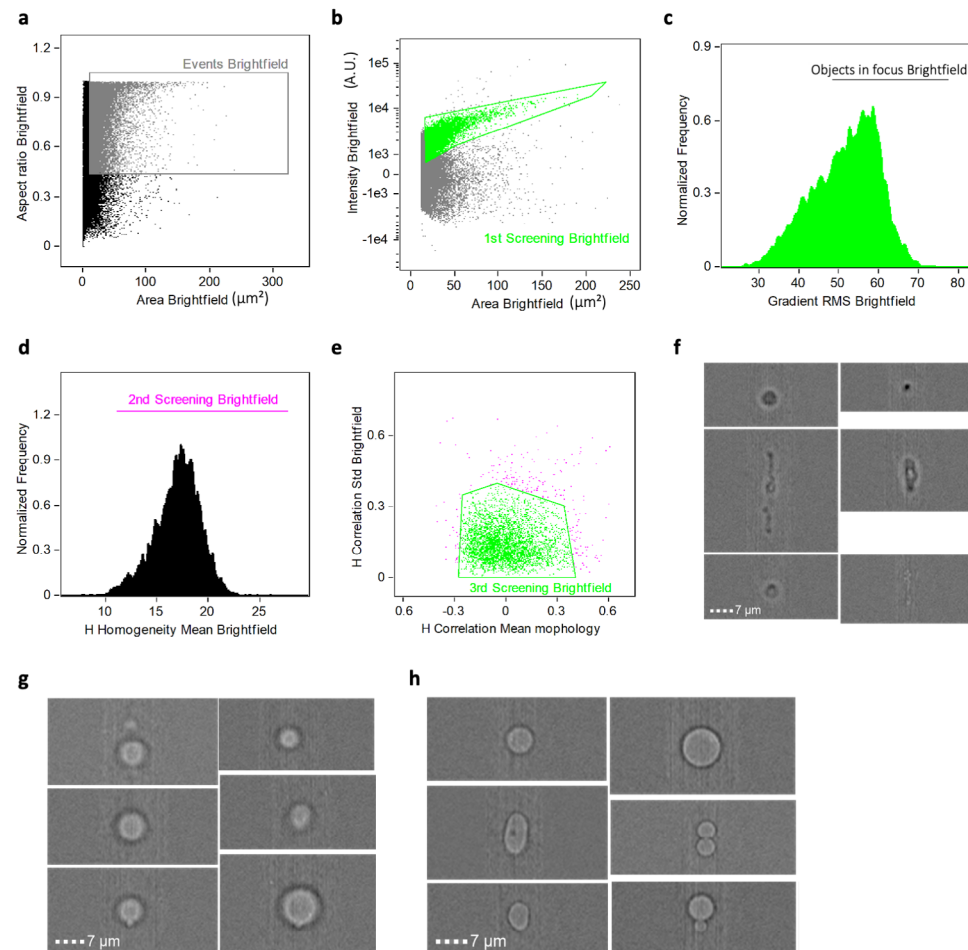 a
1.2
0.9
0.6
0.3
0
Aspect ratio Brightfield
Events Brightfield
0
100
200
300
Area Brightfield (µm²)
b
1e5
1e4
1e3
0
-1e3
-1e4
Intensity Brightfield (A.U.)
1st Screening Brightfield
0
50
100
150
200
250
Area Brightfield (µm²)
c
0.9
0.6
0.3
0
Normalized Frequency
Objects in focus Brightfield
30
40
50
60
70
80
Gradient RMS Brightfield
d
1.2
0.9
0.6
0.3
0
Normalized Frequency
2nd Screening Brightfield
10
15
20
25
H Homogeneity Mean Brightfield
e
0.6
0.3
0
H Correlation Std Brightfield
3rd Screening Brightfield
0.6
-0.3
0
0.3
0.6
H Correlation Mean mophology
f
7 µm
g
7 µm
h
7 µm